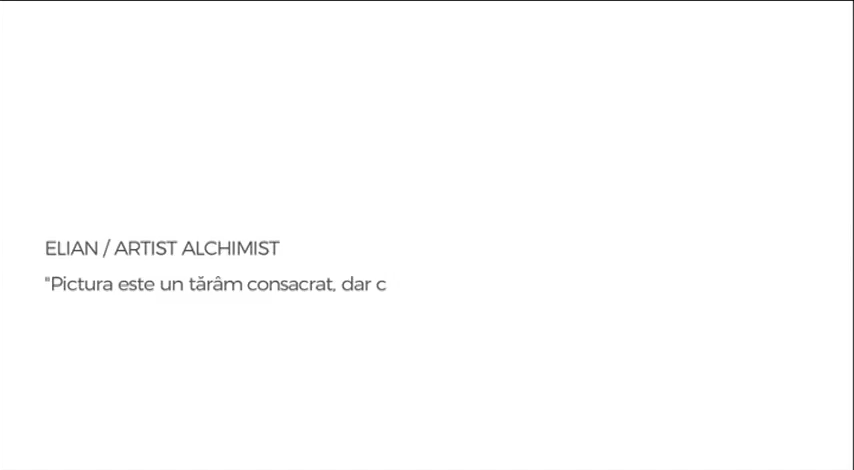 ELIAN / ARTIST ALCHIMIST
"Pictura este un tărâm consacrat, dar c